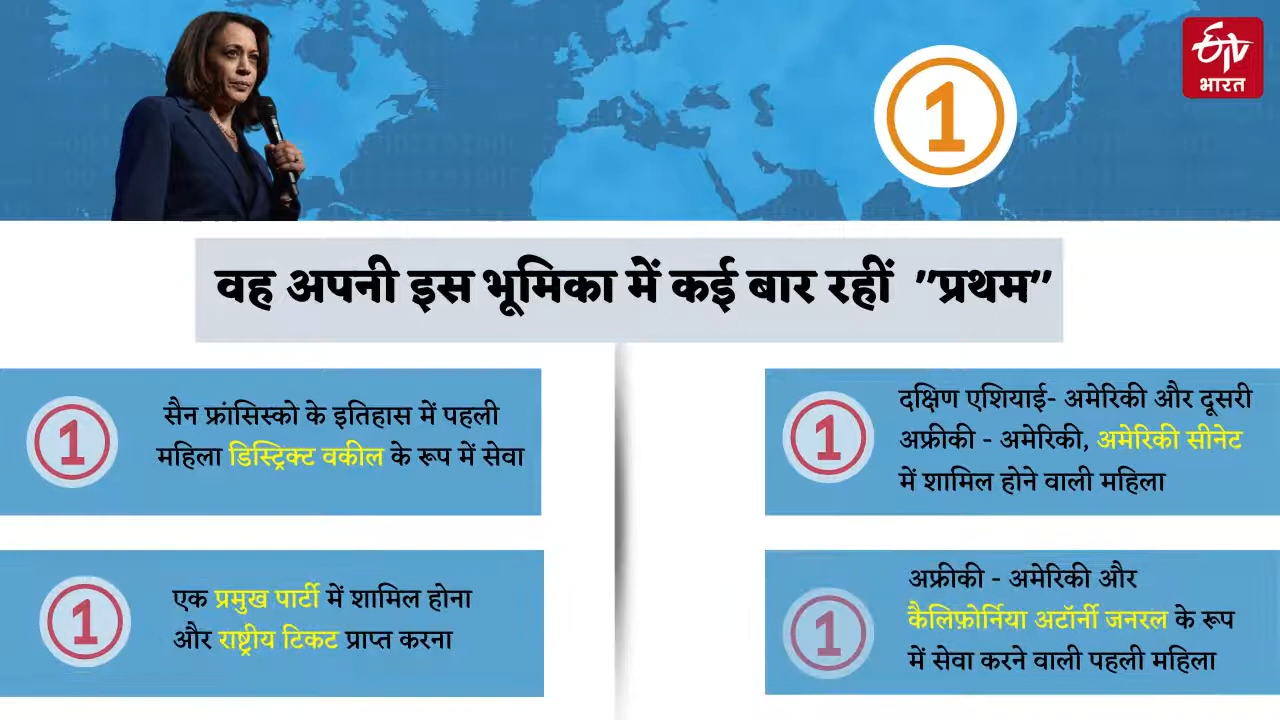 1
ETV
भारत
वह अपनी इस भूमिका में कई बार रहीं "प्रथम"
1
सैन फ्रांसिस्को के इतिहास में पहली
महिला डिस्ट्रिक्ट वकील के रूप में सेवा
1
दक्षिण एशियाई- अमेरिकी और दूसरी
अफ्रीकी - अमेरिकी, अमेरिकी सीनेट
में शामिल होने वाली महिला
1
एक प्रमुख पार्टी में शामिल होना
और राष्ट्रीय टिकट प्राप्त करना
1
अफ्रीकी - अमेरिकी और
कैलिफ़ोर्निया अटॉर्नी जनरल के रूप
में सेवा करने वाली पहली महिला